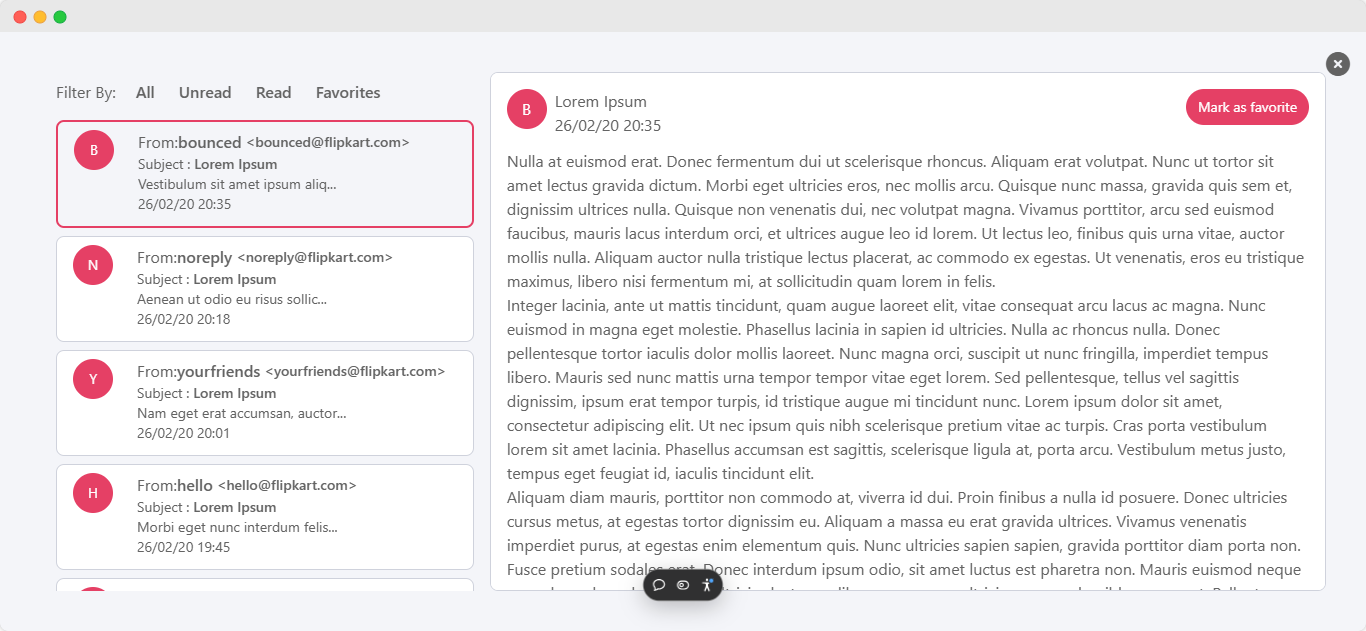 Filter By: All Unread Read Favorites
B
From:bounced <bounced@flipkart.com>
Subject : Lorem Ipsum
Vestibulum sit amet ipsum aliq...
26/02/20 20:35
N
From:noreply <noreply@flipkart.com>
Subject : Lorem Ipsum
Aenean ut odio eu risus sollic...
26/02/20 20:18
Y
From:yourfriends <yourfriends@flipkart.com>
Subject : Lorem Ipsum
Nam eget erat accumsan, auctor...
26/02/20 20:01
H
From:hello <hello@flipkart.com>
Subject : Lorem Ipsum
Morbi eget nunc interdum felis...
26/02/20 19:45
B
Lorem Ipsum
26/02/20 20:35
Mark as favorite
Nulla at euismod erat. Donec fermentum dui ut scelerisque rhoncus. Aliquam erat volutpat. Nunc ut tortor sit
amet lectus gravida dictum. Morbi eget ultricies eros, nec mollis arcu. Quisque nunc massa, gravida quis sem et,
dignissim ultrices nulla. Quisque non venenatis dui, nec volutpat magna. Vivamus porttitor, arcu sed euismod
faucibus, mauris lacus interdum orci, et ultrices augue leo id lorem. Ut lectus leo, finibus quis urna vitae, auctor
mollis nulla. Aliquam auctor nulla tristique lectus placerat, ac commodo ex egestas. Ut venenatis, eros eu tristique
maximus, libero nisi fermentum mi, at sollicitudin quam lorem in felis.
Integer lacinia, ante ut mattis tincidunt, quam augue laoreet elit, vitae consequat arcu lacus ac magna. Nunc
euismod in magna eget molestie. Phasellus lacinia in sapien id ultricies. Nulla ac rhoncus nulla. Donec
pellentesque tortor iaculis dolor mollis laoreet. Nunc magna orci, suscipit ut nunc fringilla, imperdiet tempus
libero. Mauris sed nunc mattis urna tempor tempor vitae eget lorem. Sed pellentesque, tellus vel sagittis
dignissim, ipsum erat tempor turpis, id tristique augue mi tincidunt nunc. Lorem ipsum dolor sit amet,
consectetur adipiscing elit. Ut nec ipsum quis nibh scelerisque pretium vitae ac turpis. Cras porta vestibulum
lorem sit amet lacinia. Phasellus accumsan est sagittis, scelerisque ligula at, porta arcu. Vestibulum metus justo,
tempus eget feugiat id, iaculis tincidunt elit.
Aliquam diam mauris, porttitor non commodo at, viverra id dui. Proin finibus a nulla id posuere. Donec ultricies
cursus metus, at egestas tortor dignissim eu. Aliquam a massa eu erat gravida ultrices. Vivamus venenatis
imperdiet purus, at egestas enim elementum quis. Nunc ultricies sapien sapien, gravida porttitor diam porta non.
Fusce pretium sodales erat. Donec interdum ipsum odio, sit amet luctus est pharetra non. Mauris euismod neque